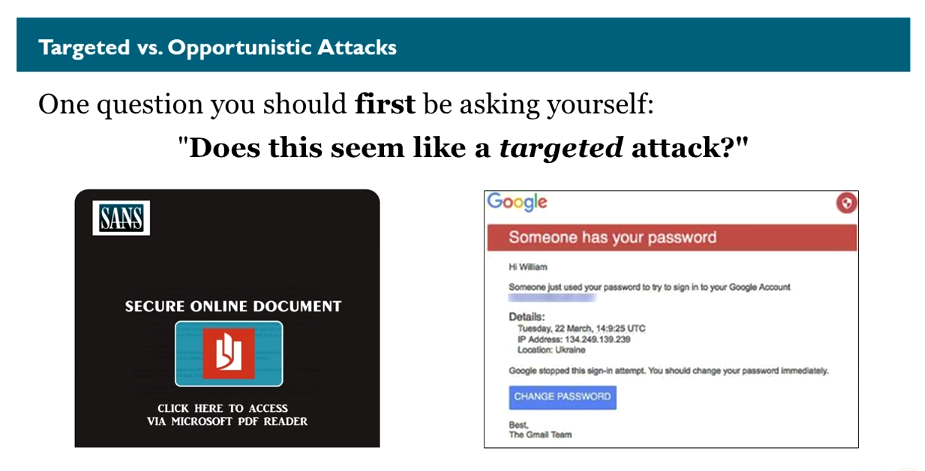 Targeted vs. Opportunistic Attacks
One question you should first be asking yourself:
"Does this seem like a targeted attack?"
SANS
SECURE ONLINE DOCUMENT
CLICK HERE TO ACCESS
VIA MICROSOFT PDF READER
Google
Someone has your password
Hi William
Someone just used your password to try to sign in to your Google Account
Details:
Tuesday, 22 March, 14:9:25 UTC
IP Address: 134.249.139.239
Location: Ukraine
Google stopped this sign-in attempt. You should change your password immediately.
CHANGE PASSWORD
Best,
The Gmail Team